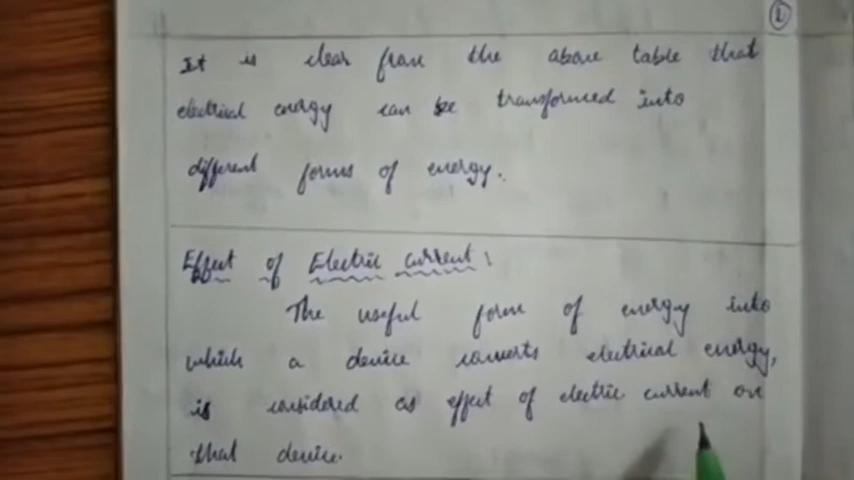 1
It is clear from the above table that
electrical energy can be transformed into
different forms of energy.
Effect of Electric current:
The useful form of energy into
which a device converts electrical energy,
is considered as effect of electric current on
that device.